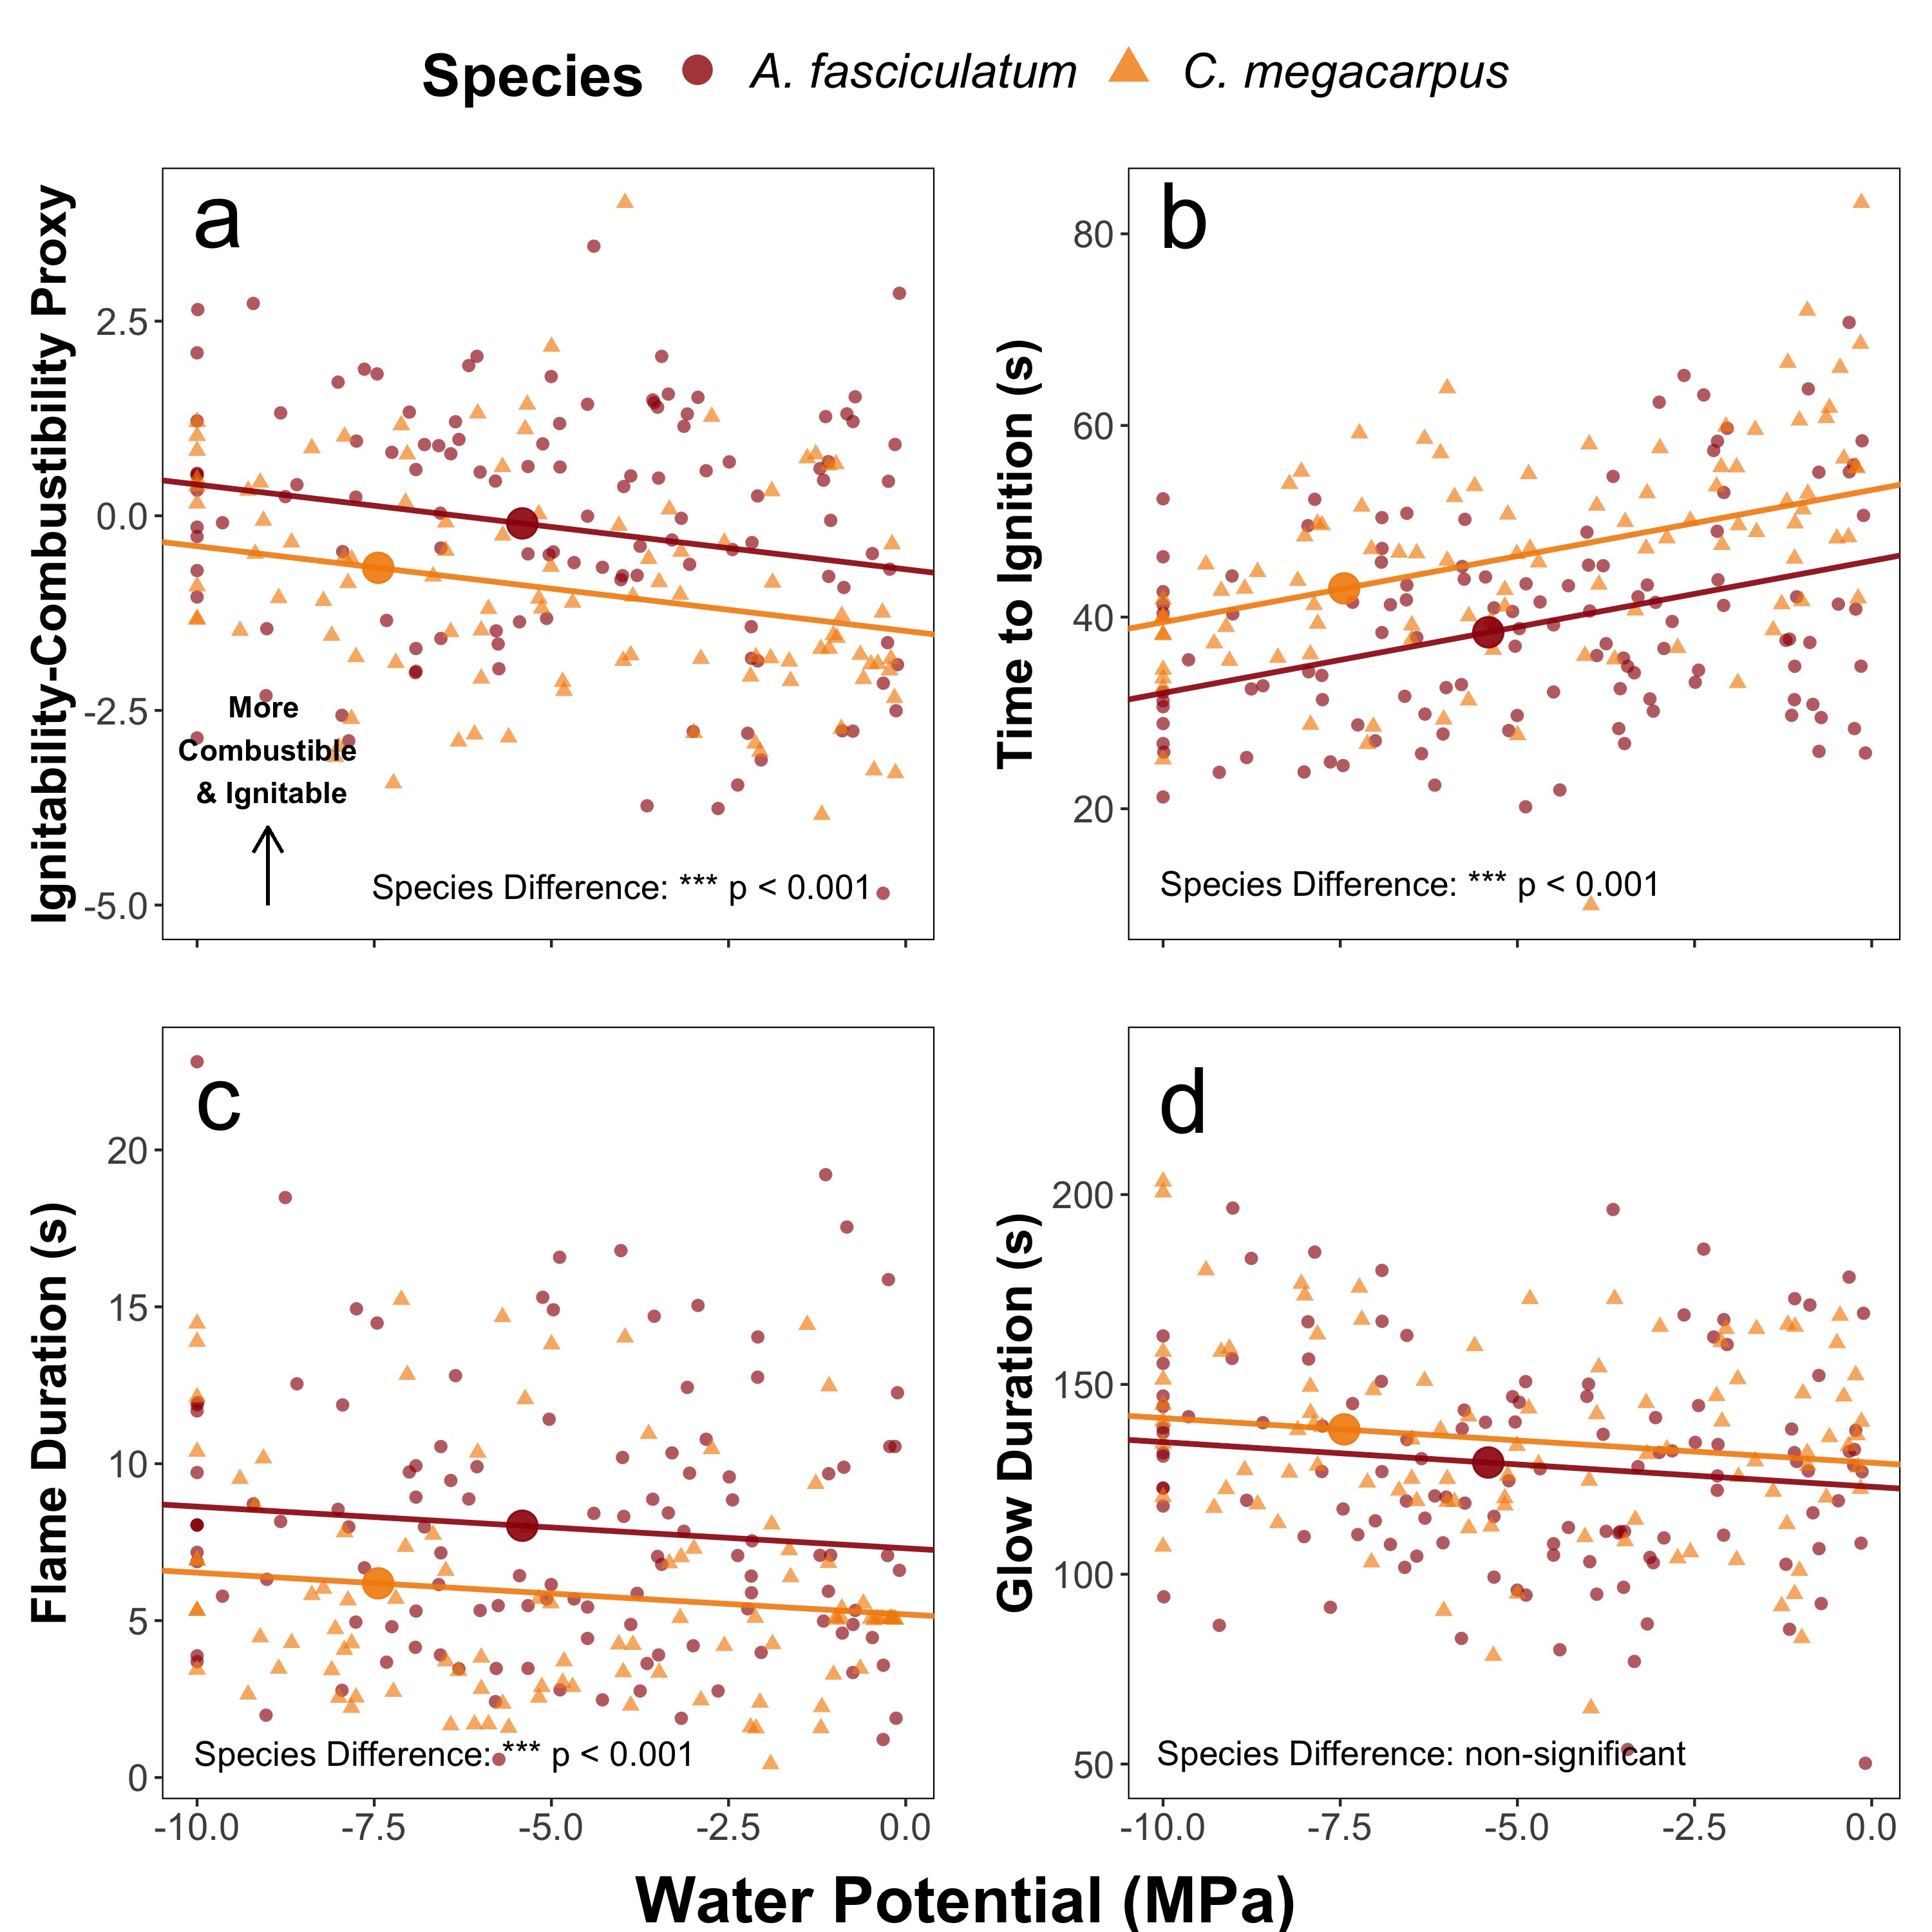 Species A. fasciculatum C. megacarpus
a
Ignitability-Combustibility Proxy
2.5
0.0
-2.5
-5.0
More
Combustible
& Ignitable
Species Difference: *** p < 0.001
b
Time to Ignition (s)
80
60
40
20
Species Difference: *** p < 0.001
c
Flame Duration (s)
20
15
10
5
0
Species Difference: *** p < 0.001
-10.0 -7.5 -5.0 -2.5 0.0
d
Glow Duration (s)
200
150
100
50
Species Difference: non-significant
-10.0 -7.5 -5.0 -2.5 0.0
Water Potential (MPa)